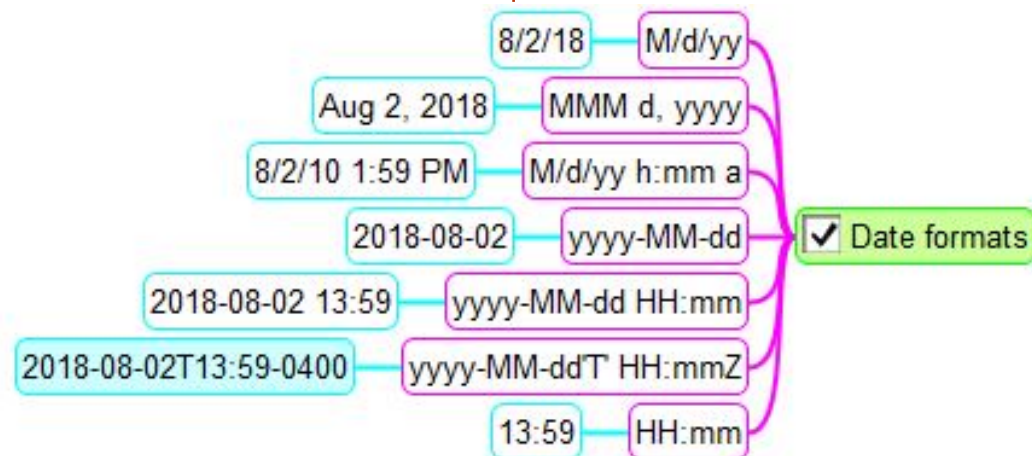 8/2/18 M/d/yy
Aug 2, 2018 MMM d, yyyy
8/2/10 1:59 PM M/d/yy h:mm a
2018-08-02 yyyy-MM-dd
Date formats
2018-08-02 13:59 yyyy-MM-dd HH:mm
2018-08-02T13:59-0400 yyyy-MM-dd'T' HH:mmZ
13:59 HH:mm